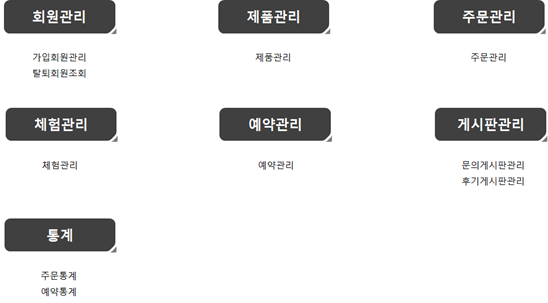 회원관리
제품관리
주문관리
가입회원관리
탈퇴회원조회
제품관리
주문관리
체험관리
예약관리
게시판관리
체험관리
예약관리
문의게시판관리
후기게시판관리
통계
주문통계
예약통계